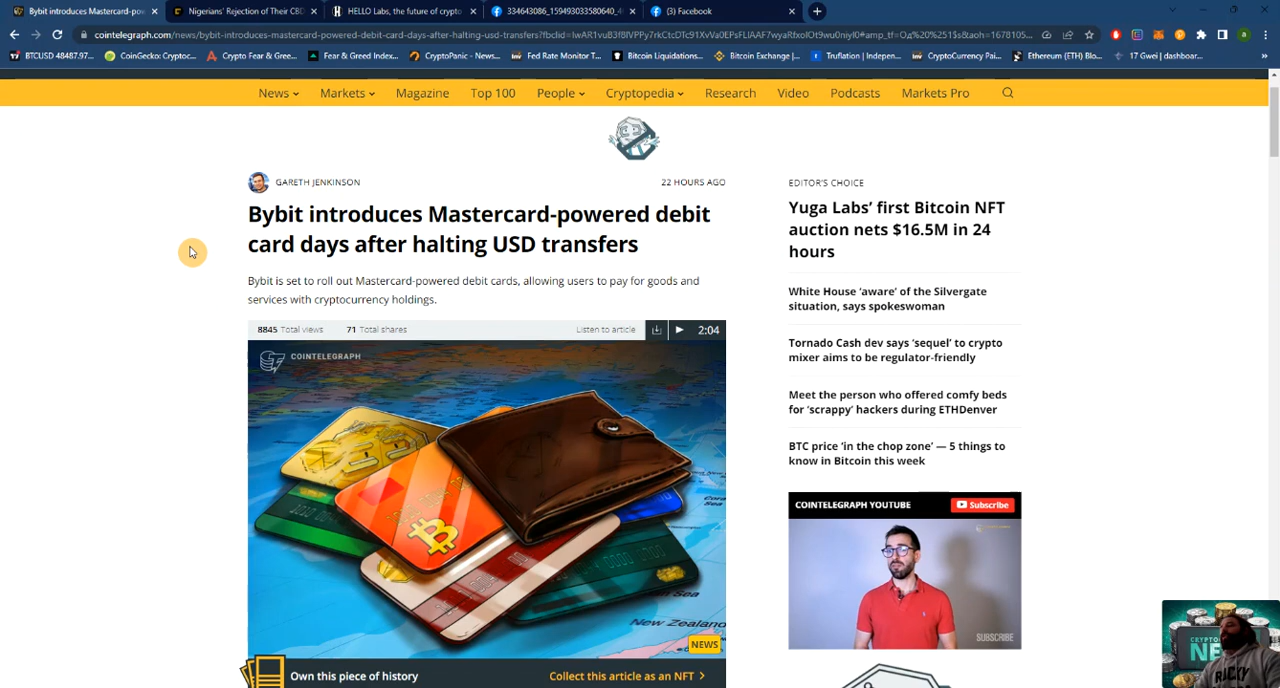 Bybit introduces Mastercard-pow
Nigerians' Rejection of Their CBD
HELLO Labs, the future of crypto
334643086_159493033580640_4
(3) Facebook
cointelegraph.com/news/bybit-introduces-mastercard-powered-debit-card-days-after-halting-usd-transfers?
BTCUSD 48487.97...
CoinGecko Cryptoc...
Crypto Fear & Gree...
Fear & Greed Index...
CryptoPanic - News...
Fed Rate Monitor T...
Bitcoin Liquidations...
Bitcoin Exchange |...
Truflation | Indepen...
CryptoCurrency Pai...
Ethereum (ETH) Blo...
17 Gwei | dashboar...
News
Markets
Magazine
Top 100
People
Cryptopedia
Research
Video
Podcasts
Markets Pro
GARETH JENKINSON
22 HOURS AGO
Bybit introduces Mastercard-powered debit
card days after halting USD transfers
Bybit is set to roll out Mastercard-powered debit cards, allowing users to pay for goods and
services with cryptocurrency holdings.
8845 Total views
71 Total shares
Listen to article
2:04
COINTELEGRAPH
New Zealand
NEWS
Own this piece of history
Collect this article as an NFT
EDITOR'S CHOICE
Yuga Labs' first Bitcoin NFT
auction nets $16.5M in 24
hours
White House 'aware' of the Silvergate
situation, says spokeswoman
Tornado Cash dev says 'sequel' to crypto
mixer aims to be regulator-friendly
Meet the person who offered comfy beds
for 'scrappy' hackers during ETHDenver
BTC price 'in the chop zone' — 5 things to
know in Bitcoin this week
COINTELEGRAPH YOUTUBE
Subscribe
SUBSCRIBE